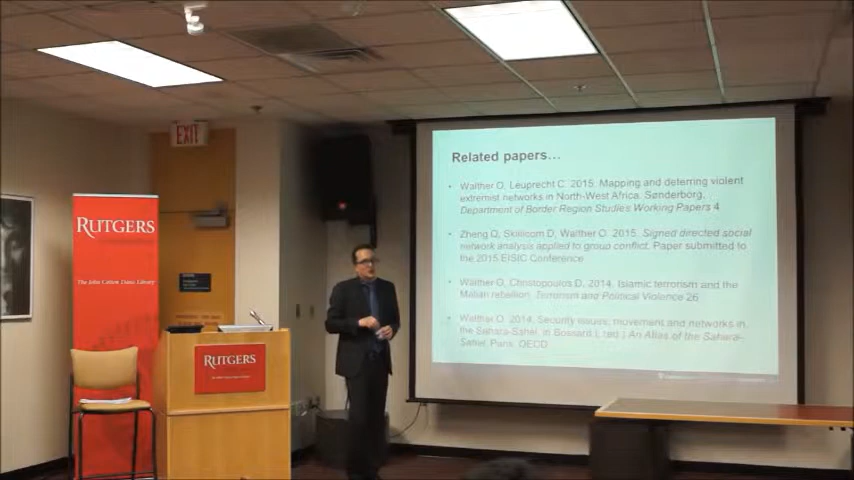 EXIT
RUTGERS
The John Cotton Dana Library
RUTGERS
Related papers…
• Walther O, Leuprecht C. 2015. Mapping and deterring violent
extremist networks in North-West Africa. Sønderborg,
Department of Border Region Studies Working Papers 4
• Zheng Q, Skillicorn D, Walther O. 2015. Signed directed social
network analysis applied to group conflict. Paper submitted to
the 2015 EISIC Conference
• Walther O, Christopoulos D. 2014. Islamic terrorism and the
Malian rebellion. Terrorism and Political Violence 26
• Walther O. 2014. Security issues, movement and networks in
the Sahara-Sahel, in Bossard L (ed.) An Atlas of the Sahara-
Sahel. Paris, OECD